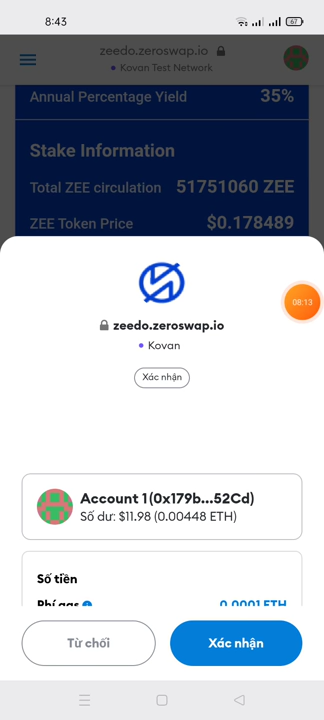 8:43
67
zeedo.zeroswap.io
Kovan Test Network
Annual Percentage Yield 35%
Stake Information
Total ZEE circulation 51751060 ZEE
ZEE Token Price $0.178489
08:13
zeedo.zeroswap.io
Kovan
Xác nhận
Account 1 (0x179b...52Cd)
Số dư: $11.98 (0.00448 ETH)
Số tiền
Phí gas 0.0001 ETH
Từ chối
Xác nhận